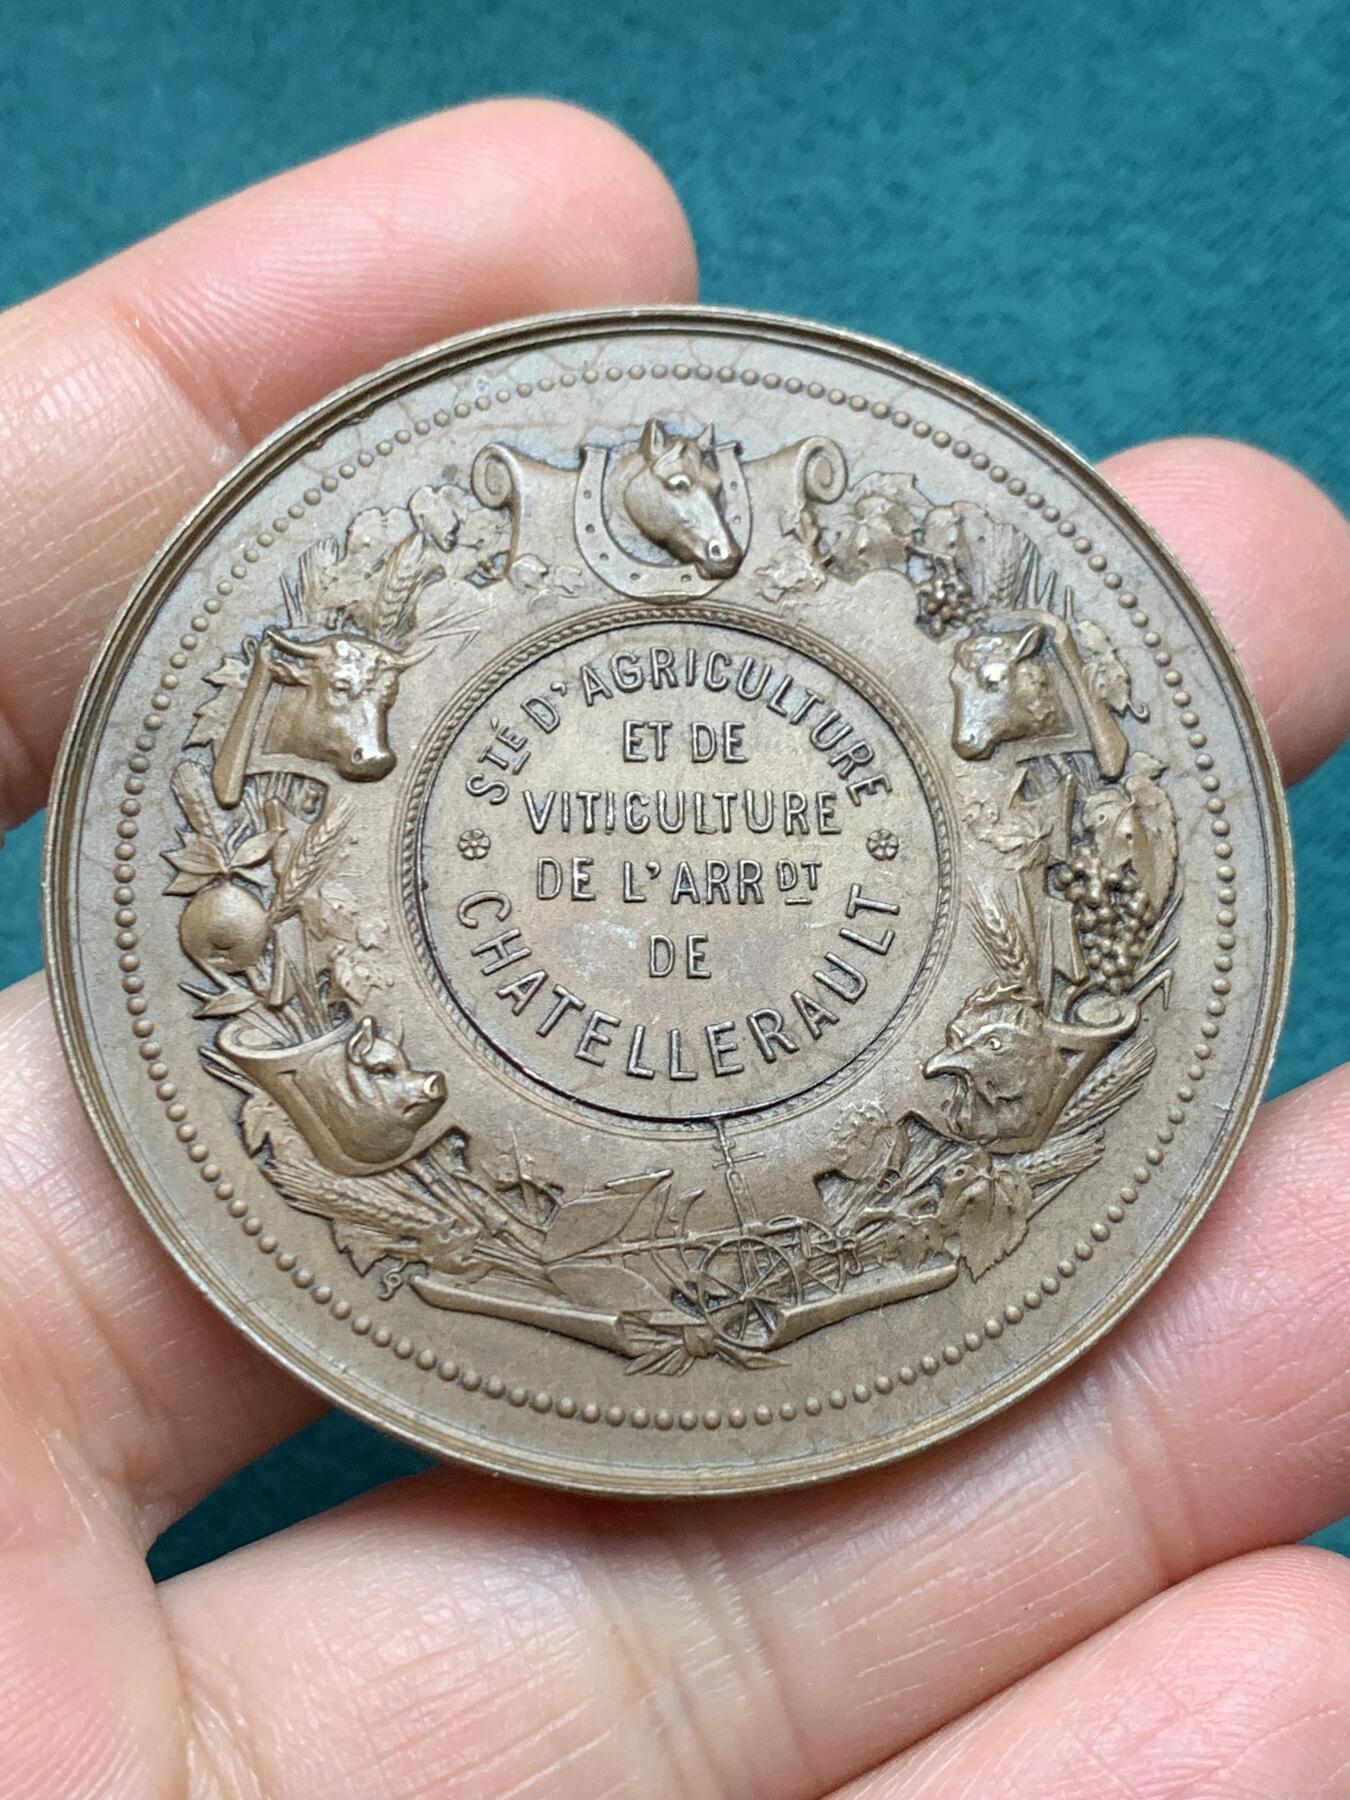 STÉ D'AGRICULTURE
ET DE
VITICULTURE
DE L'ARRDT
DE
CHATELLERAULT